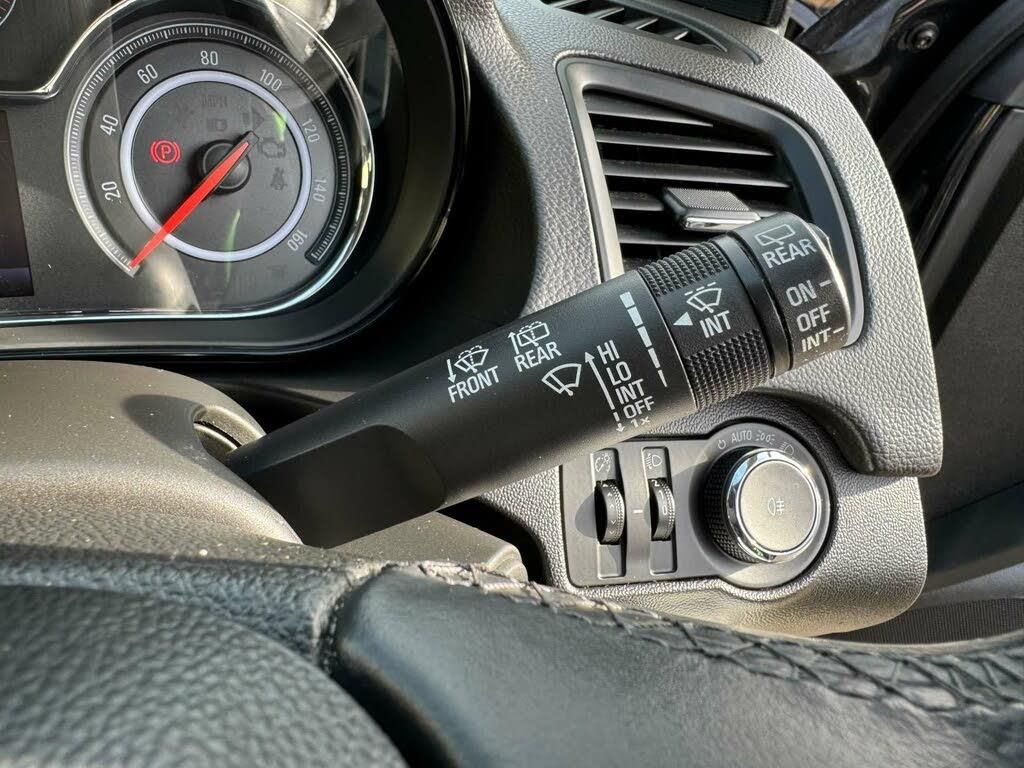 20
40
60
80
100
120
140
160
MPH
P
FRONT
REAR
HI
LO
INT
OFF
1x
INT
REAR
ON
OFF
INT
AUTO